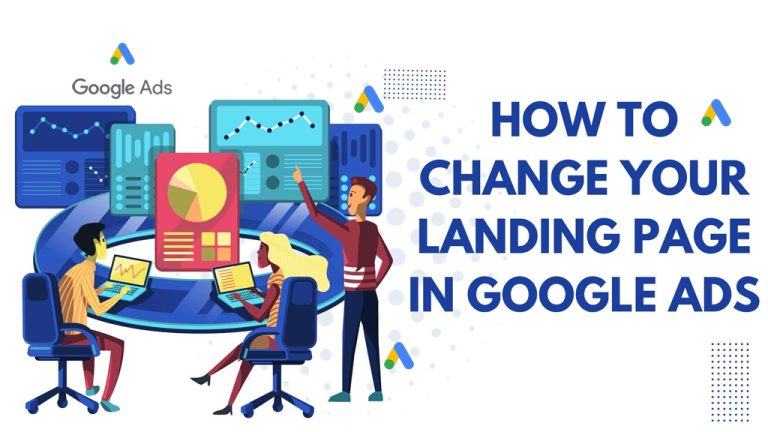 Google Ads
HOW TO
CHANGE YOUR
LANDING PAGE
IN GOOGLE ADS